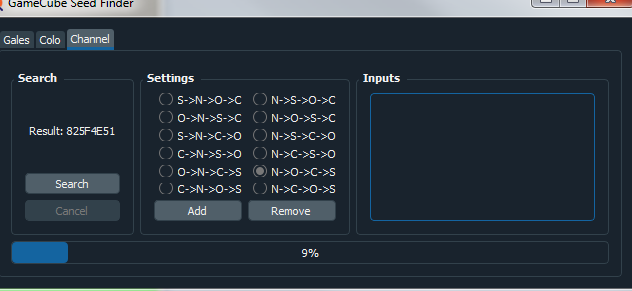 GameCube Seed Finder
Gales Colo Channel
Search
Result: 825F4E51
Search
Cancel
Settings
S->N->O->C N->S->O->C
O->N->S->C N->O->S->C
S->N->C->O N->S->C->O
C->N->S->O N->C->S->O
O->N->C->S N->O->C->S
C->N->O->S N->C->O->S
Add Remove
Inputs
9%